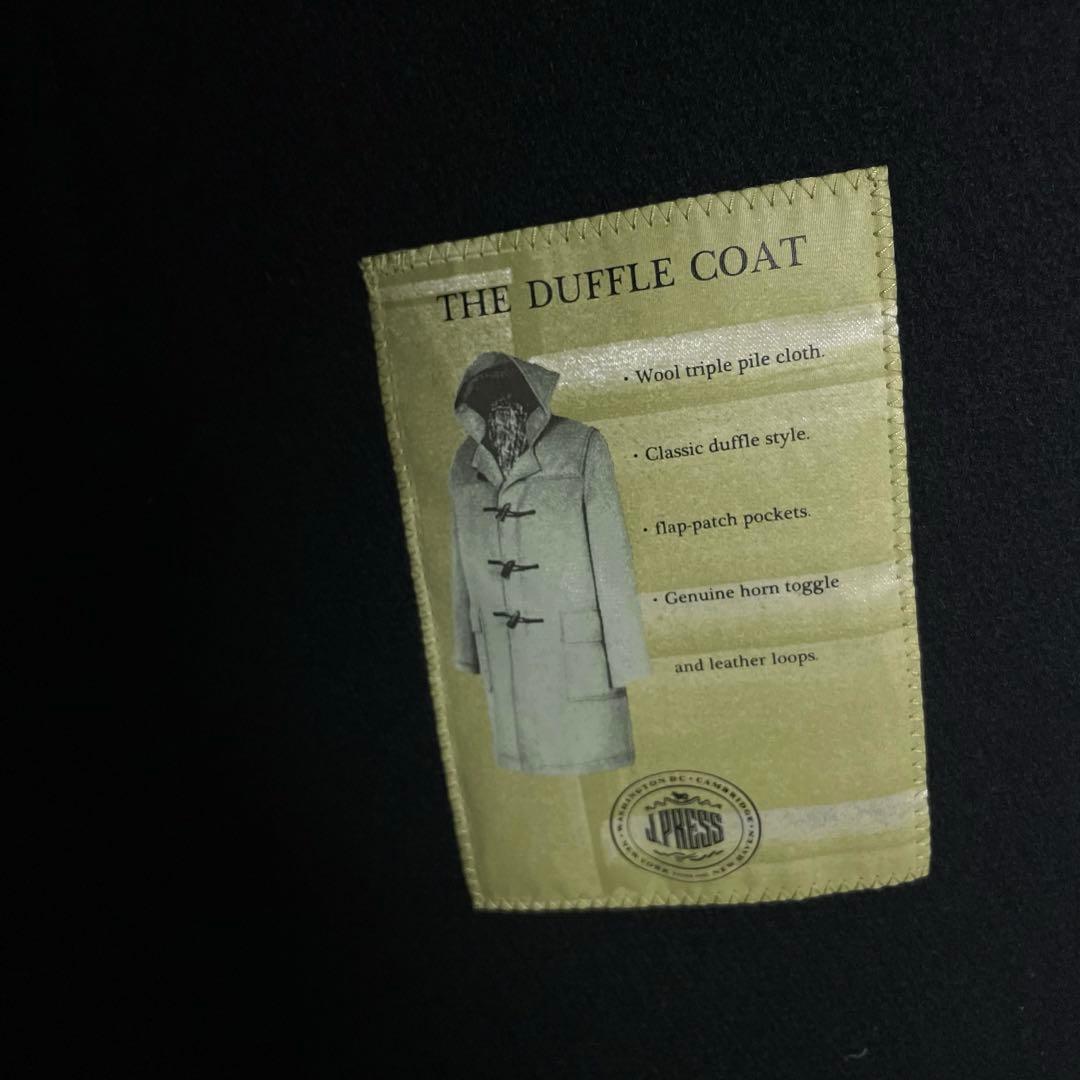 THE DUFFLE COAT
· Wool triple pile cloth.
· Classic duffle style.
· flap-patch pockets.
· Genuine horn toggle
and leather loops.
WASHINGTON DC · CAMBRIDGE
J.PRESS
NEW YORK
NEW HAVEN